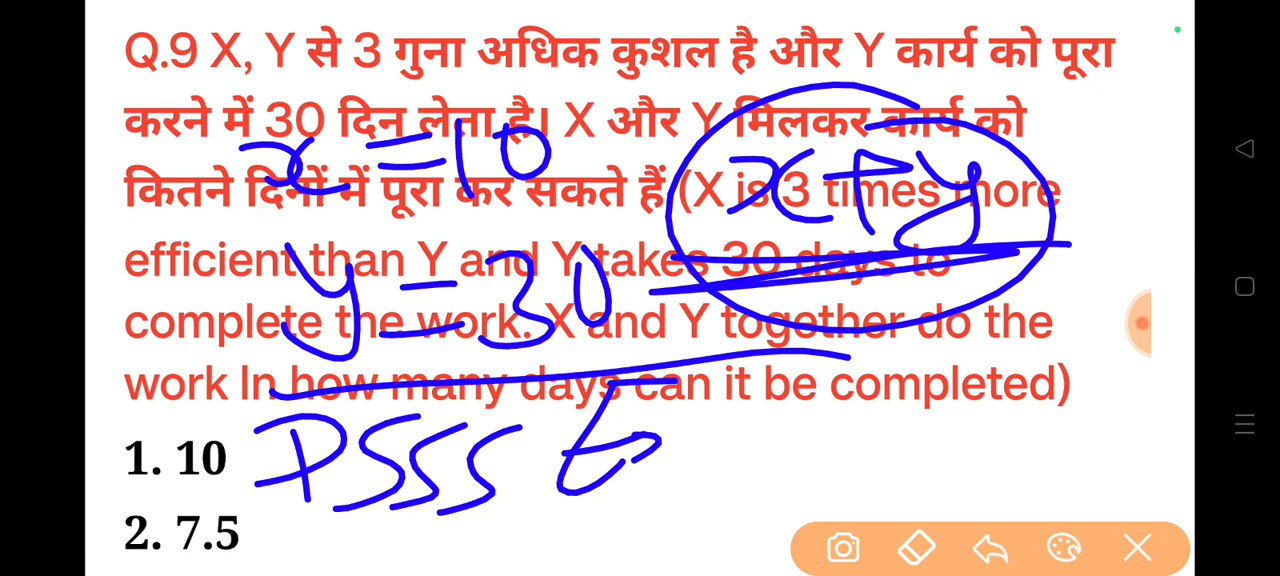 Q.9 X, Y से 3 गुना अधिक कुशल है और Y कार्य को पूरा
करने में 30 दिन लेता है। X और Y मिलकर कार्य को
कितने दिनों में पूरा कर सकते हैं (X is 3 times more
efficient than Y and Y takes 30 days to
complete the work. X and Y together do the
work In how many days can it be completed)
x = 10
x + y
y = 30
1. 10
2. 7.5